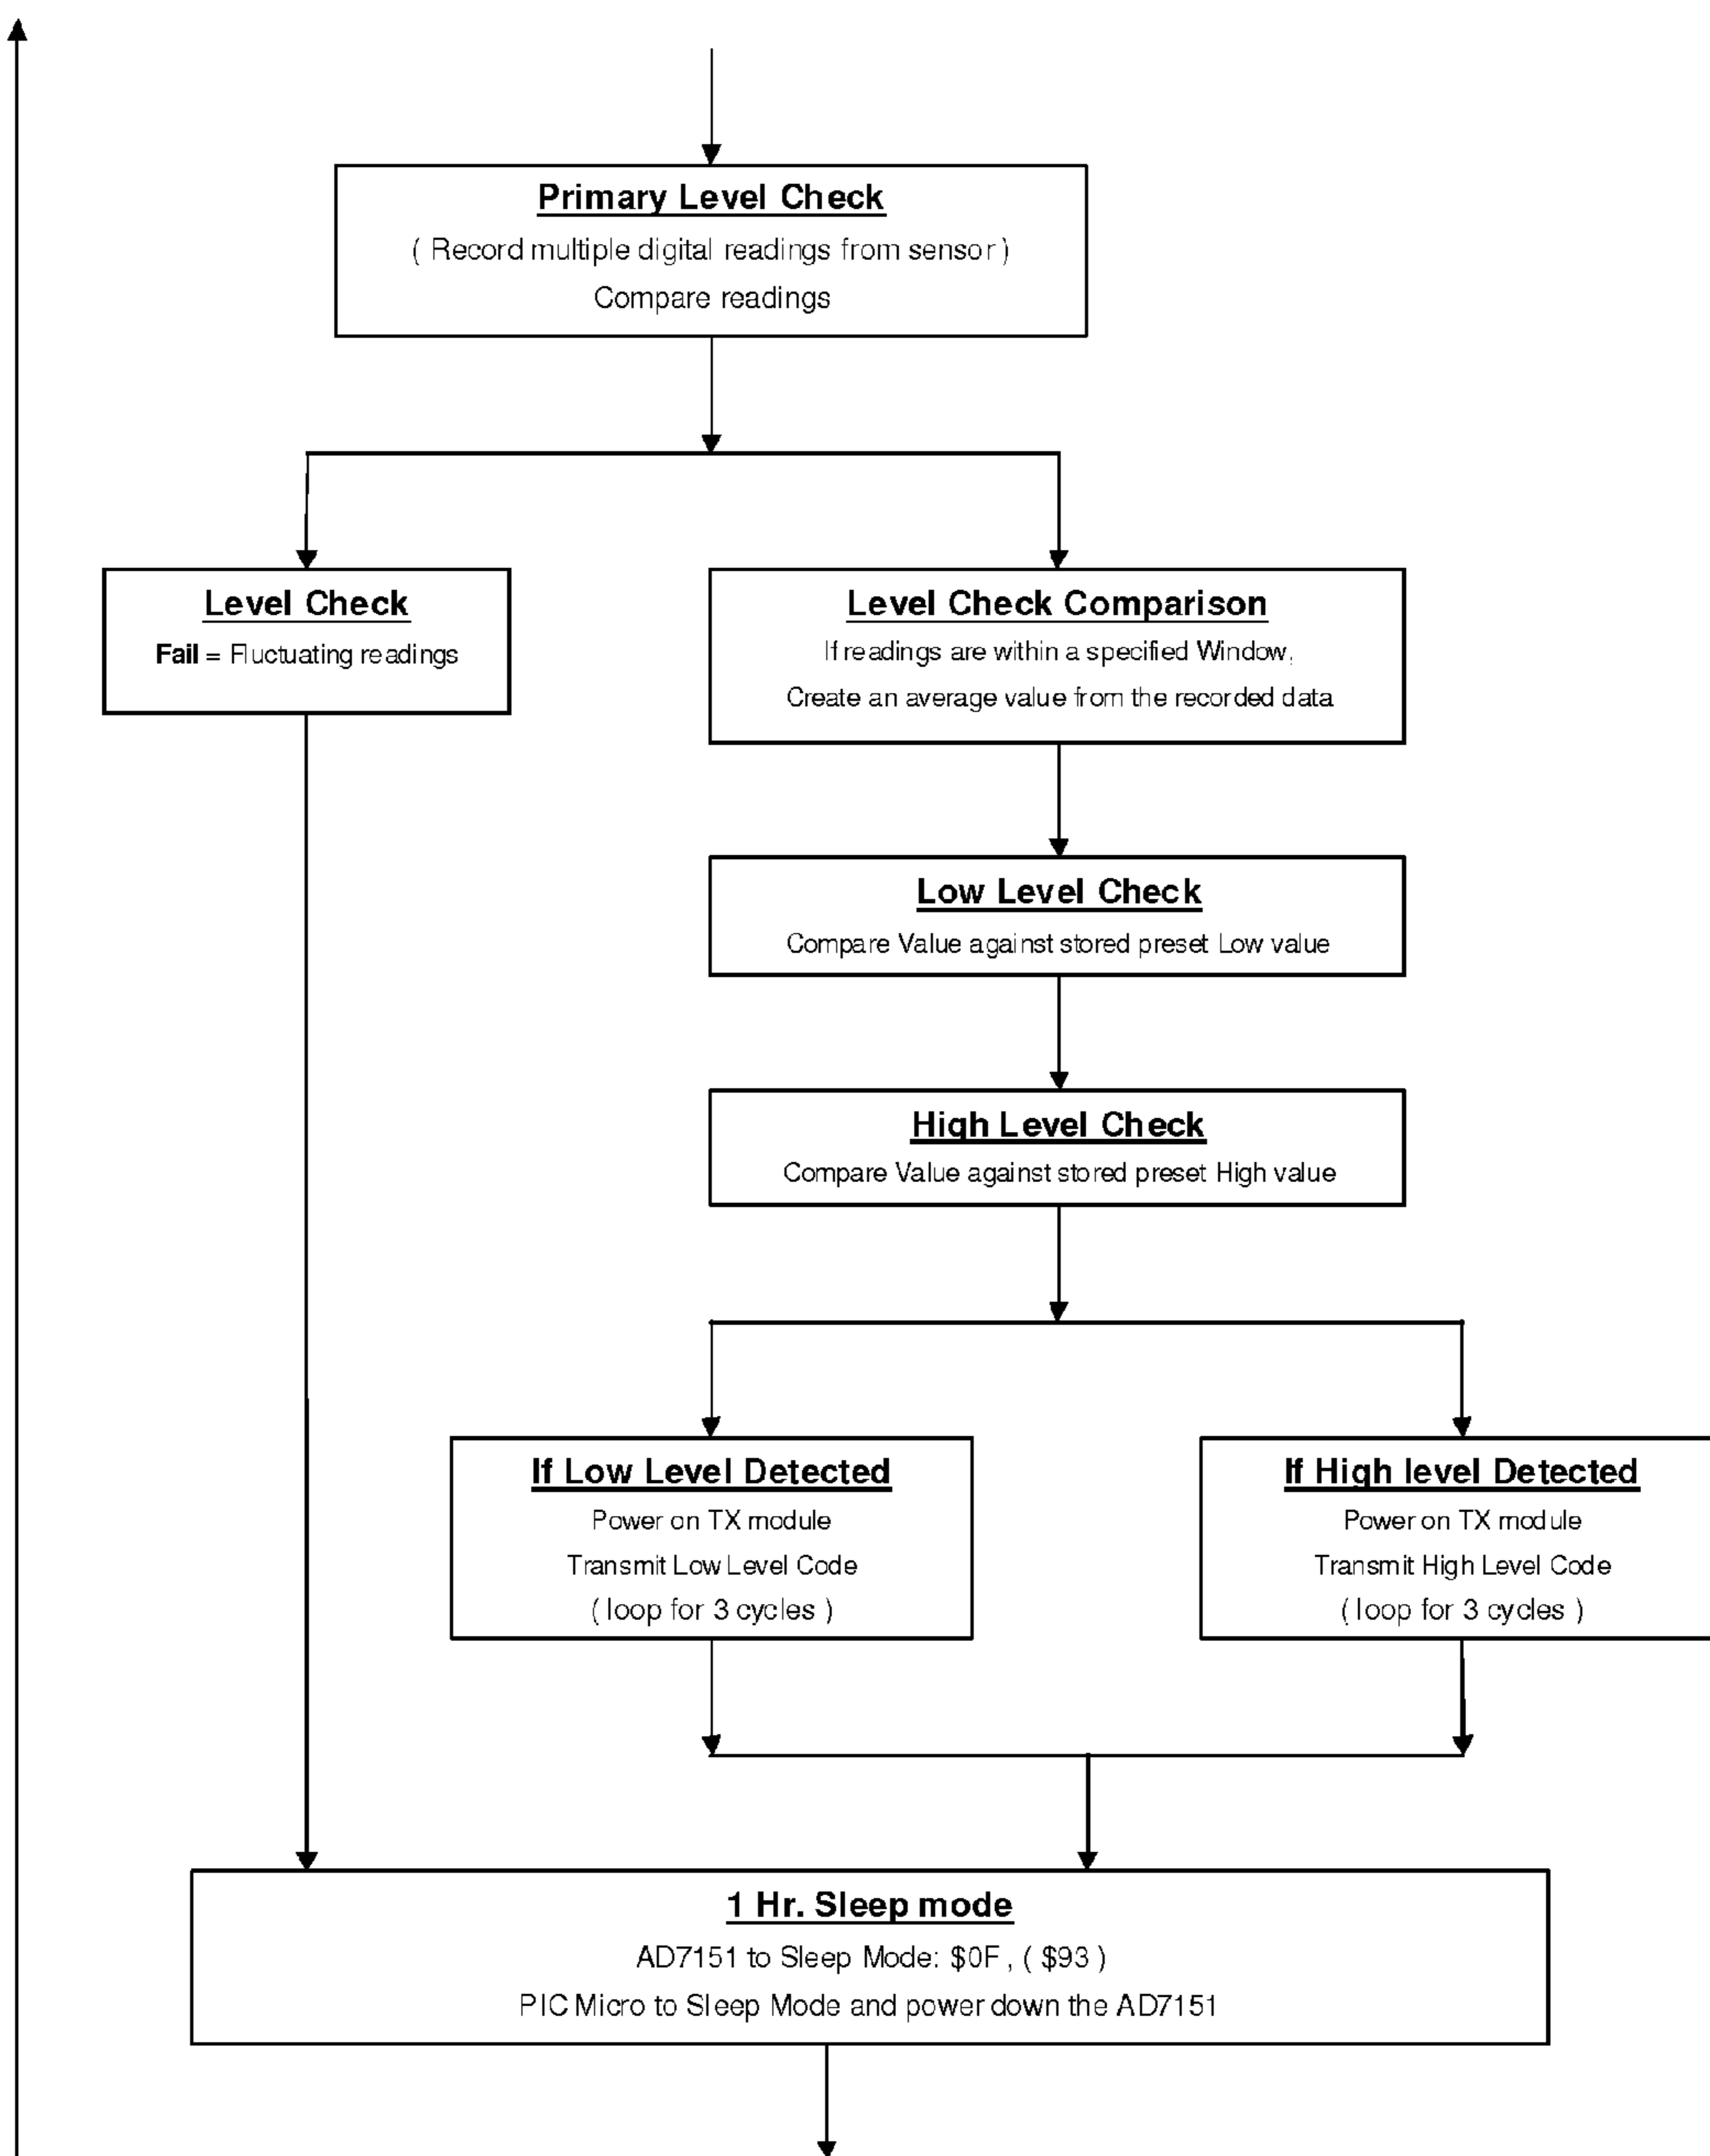 Primary Level Check
( Record multiple digital readings from sensor )
Compare readings
Level Check
Fail = Fluctuating readings
Level Check Comparison
If readings are within a specified Window,
Create an average value from the recorded data
Low Level Check
Compare Value against stored preset Low value
High Level Check
Compare Value against stored preset High value
If Low Level Detected
Power on TX module
Transmit Low Level Code
( loop for 3 cycles )
If High level Detected
Power on TX module
Transmit High Level Code
( loop for 3 cycles )
1 Hr. Sleep mode
AD7151 to Sleep Mode: $0F , ( $93 )
PIC Micro to Sleep Mode and power down the AD7151